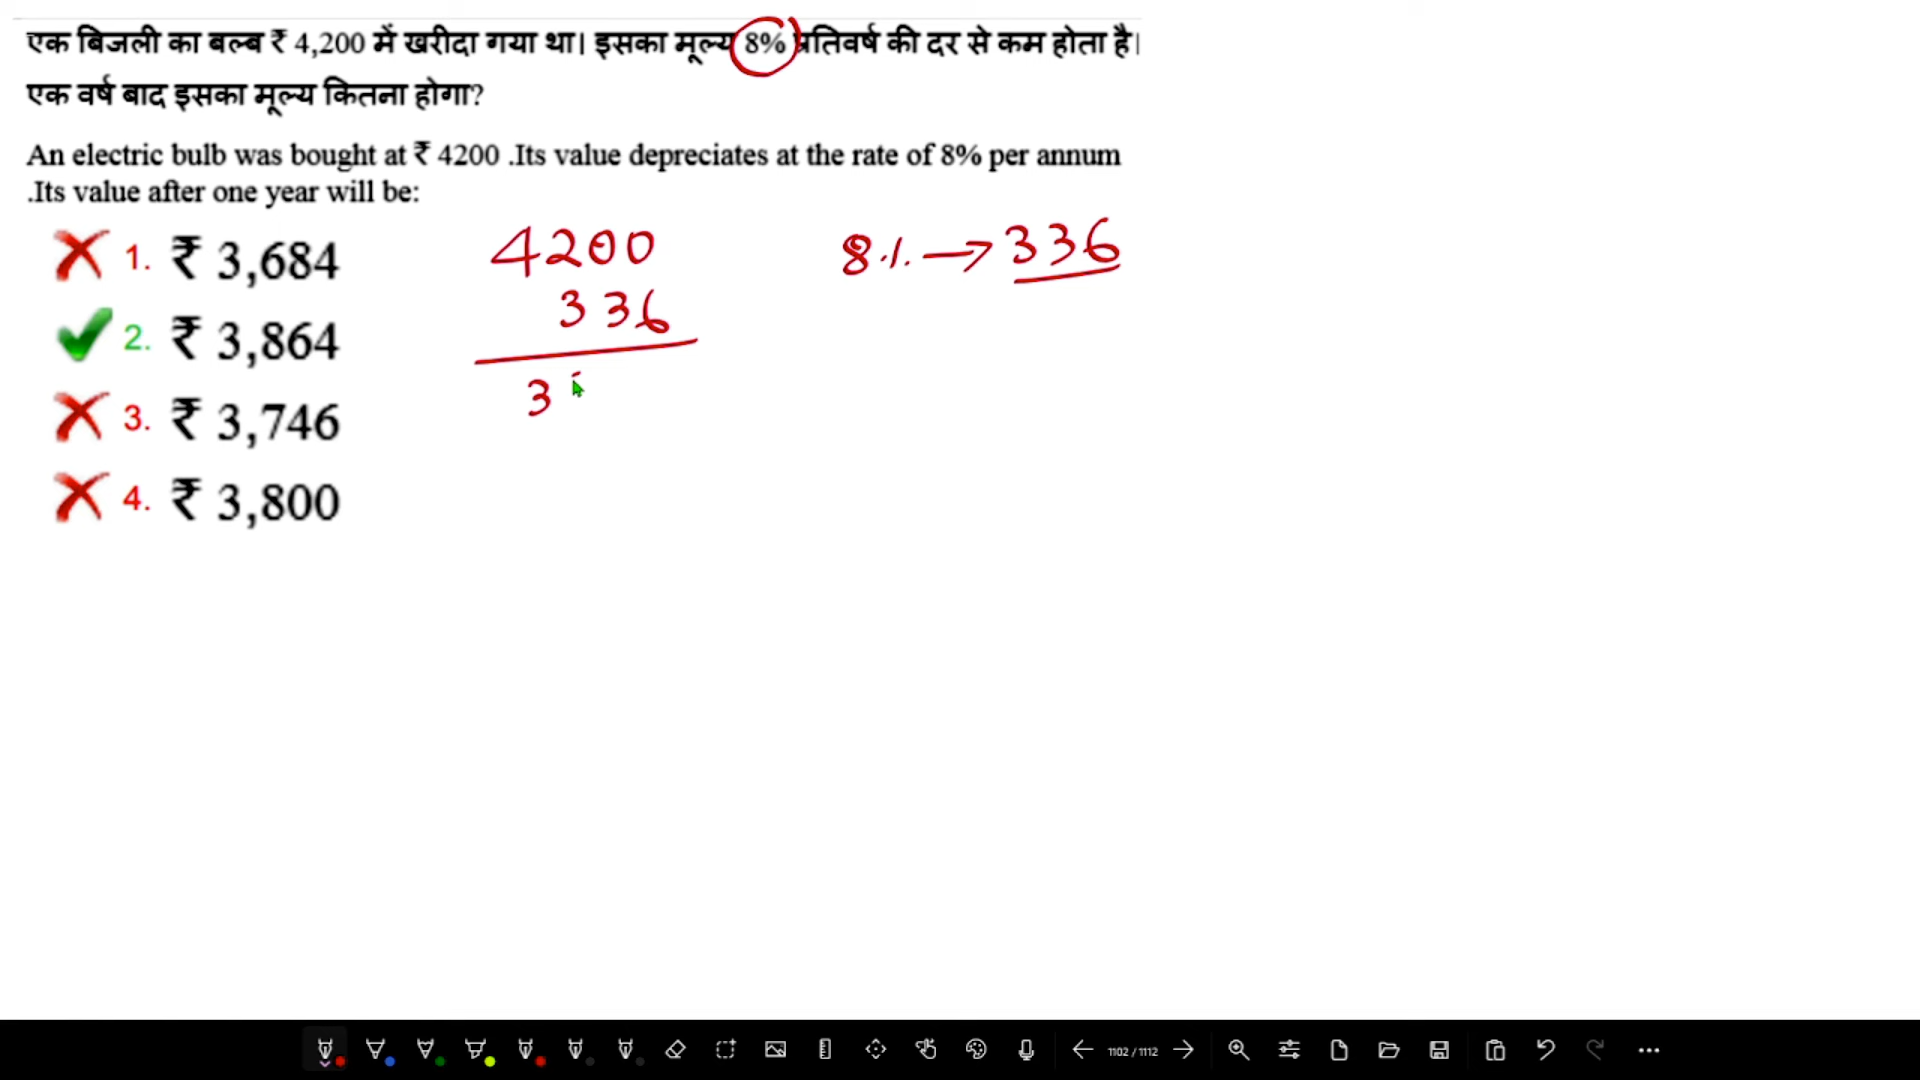 एक बिजली का बल्ब ₹ 4,200 में खरीदा गया था। इसका मूल्य 8% प्रतिवर्ष की दर से कम होता है।
एक वर्ष बाद इसका मूल्य कितना होगा?
An electric bulb was bought at ₹ 4200 .Its value depreciates at the rate of 8% per annum
.Its value after one year will be:
1. ₹ 3,684
2. ₹ 3,864
3. ₹ 3,746
4. ₹ 3,800
4200
336
3
8% → 336
1102 / 1112